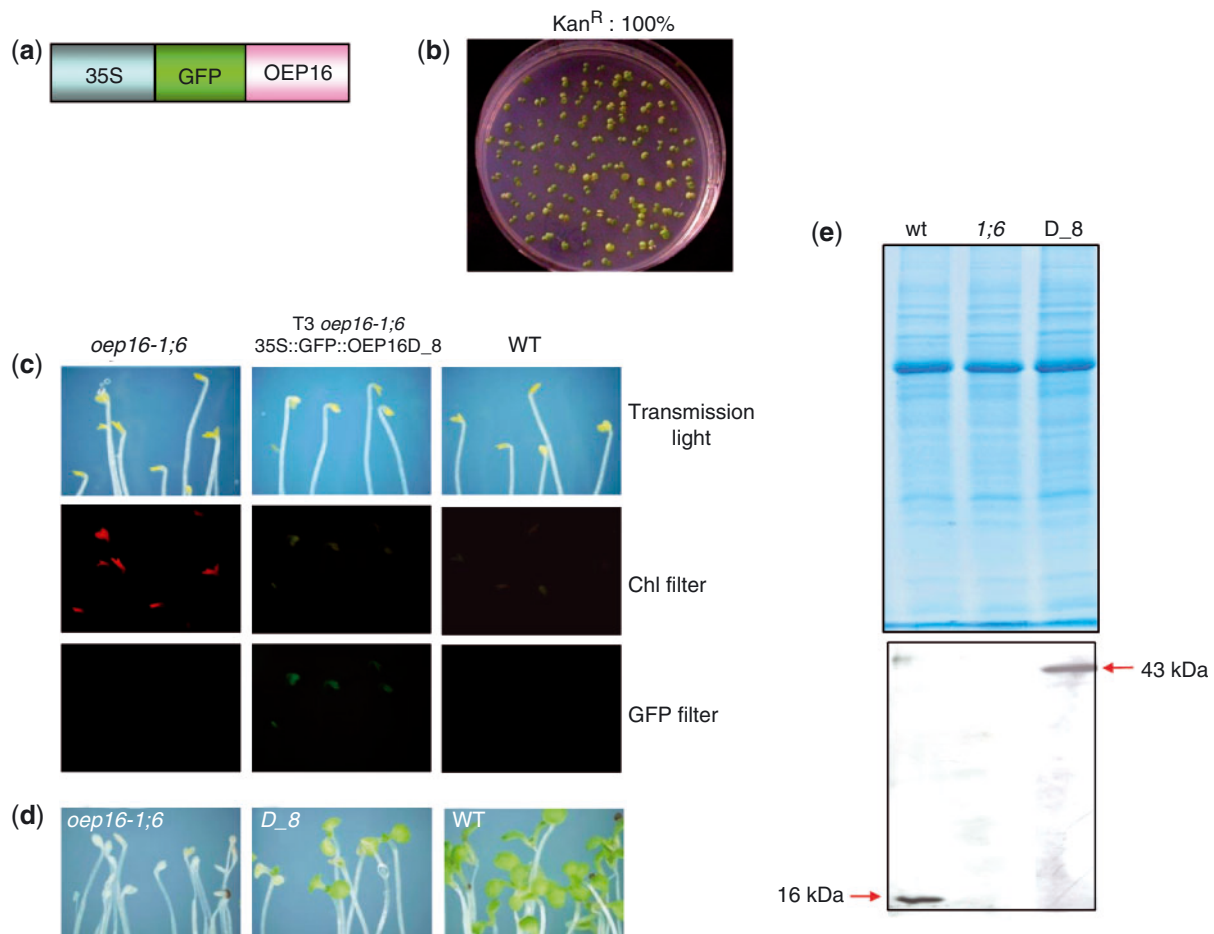 (a)
35S GFP OEP16
(b)
Kan^R : 100%
(c)
oep16-1;6
T3 oep16-1;6
35S::GFP::OEP16D_8
WT
Transmission
light
Chl filter
GFP filter
(d)
oep16-1;6
D_8
WT
(e)
wt 1;6 D_8
43 kDa
16 kDa